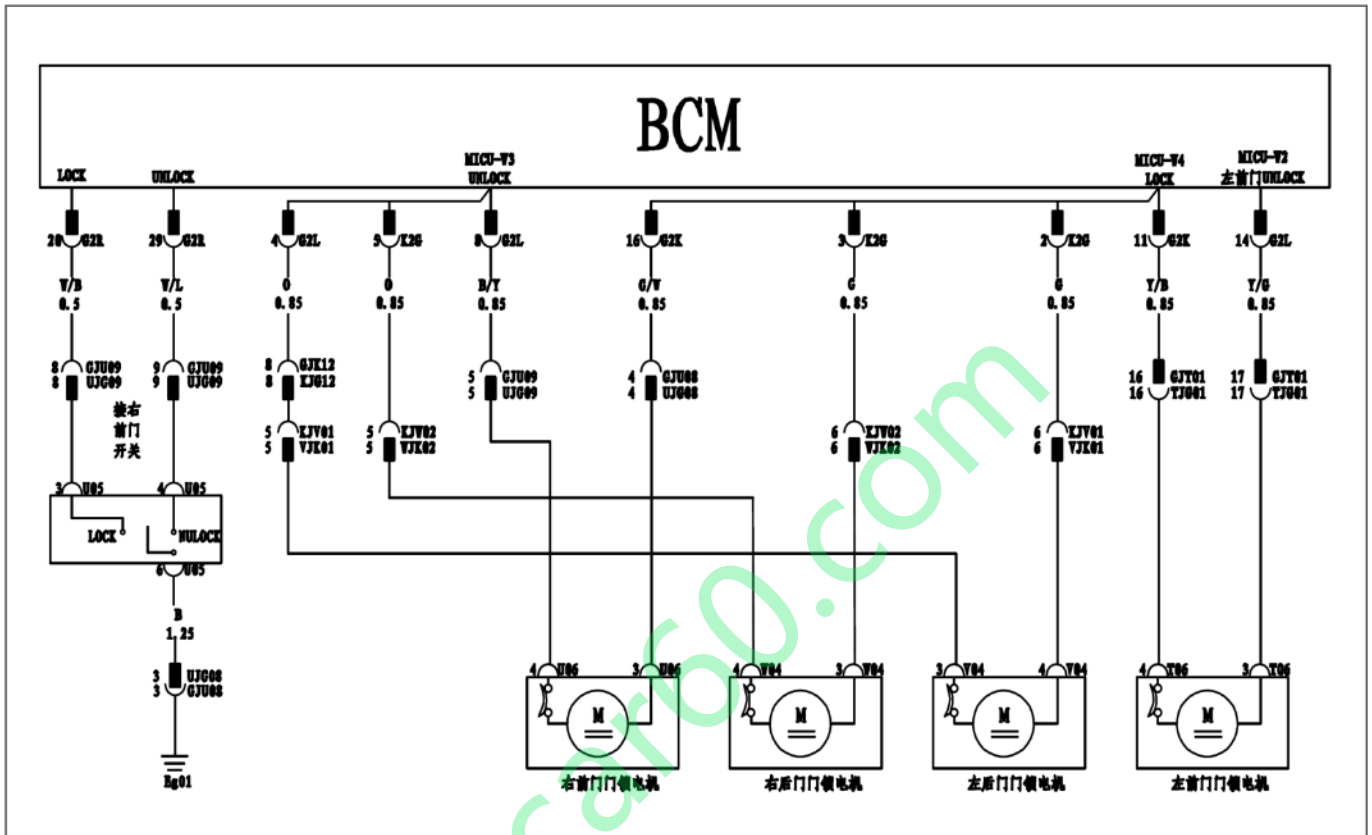 BCM
LOCK
UNLOCK
MICU-V3
UNLOCK
MICU-V4
LOCK
MICU-V2
左前门UNLOCK
20 G2R
29 G2R
4 G2L
5 K2G
8 G2L
16 G2K
3 K2G
2 K2G
11 G2K
14 G2L
V/B
0.5
V/L
0.5
O
0.85
O
0.85
B/Y
0.85
G/V
0.85
G
0.85
G
0.85
Y/B
0.85
Y/G
0.85
8 GJU09
8 UJG09
9 GJU09
9 UJG09
8 GJK12
8 KJG12
5 GJU09
5 UJG09
4 GJU08
4 UJG08
16 GJT01
16 TJG01
17 GJT01
17 TJG01
接右
前门
开关
5 KJV01
5 VJK01
5 KJV02
5 VJK02
6 KJV02
6 VJK02
6 KJV01
6 VJK01
3 U05
4 U05
LOCK
NULOCK
6 U05
B
1.25
3 UJG08
3 GJU08
Eg01
4 U06
3 U06
4 V04
3 V04
3 V04
4 V04
4 T06
3 T06
M
M
M
M
右前门门锁电机
右后门门锁电机
左后门门锁电机
左前门门锁电机
car60.com